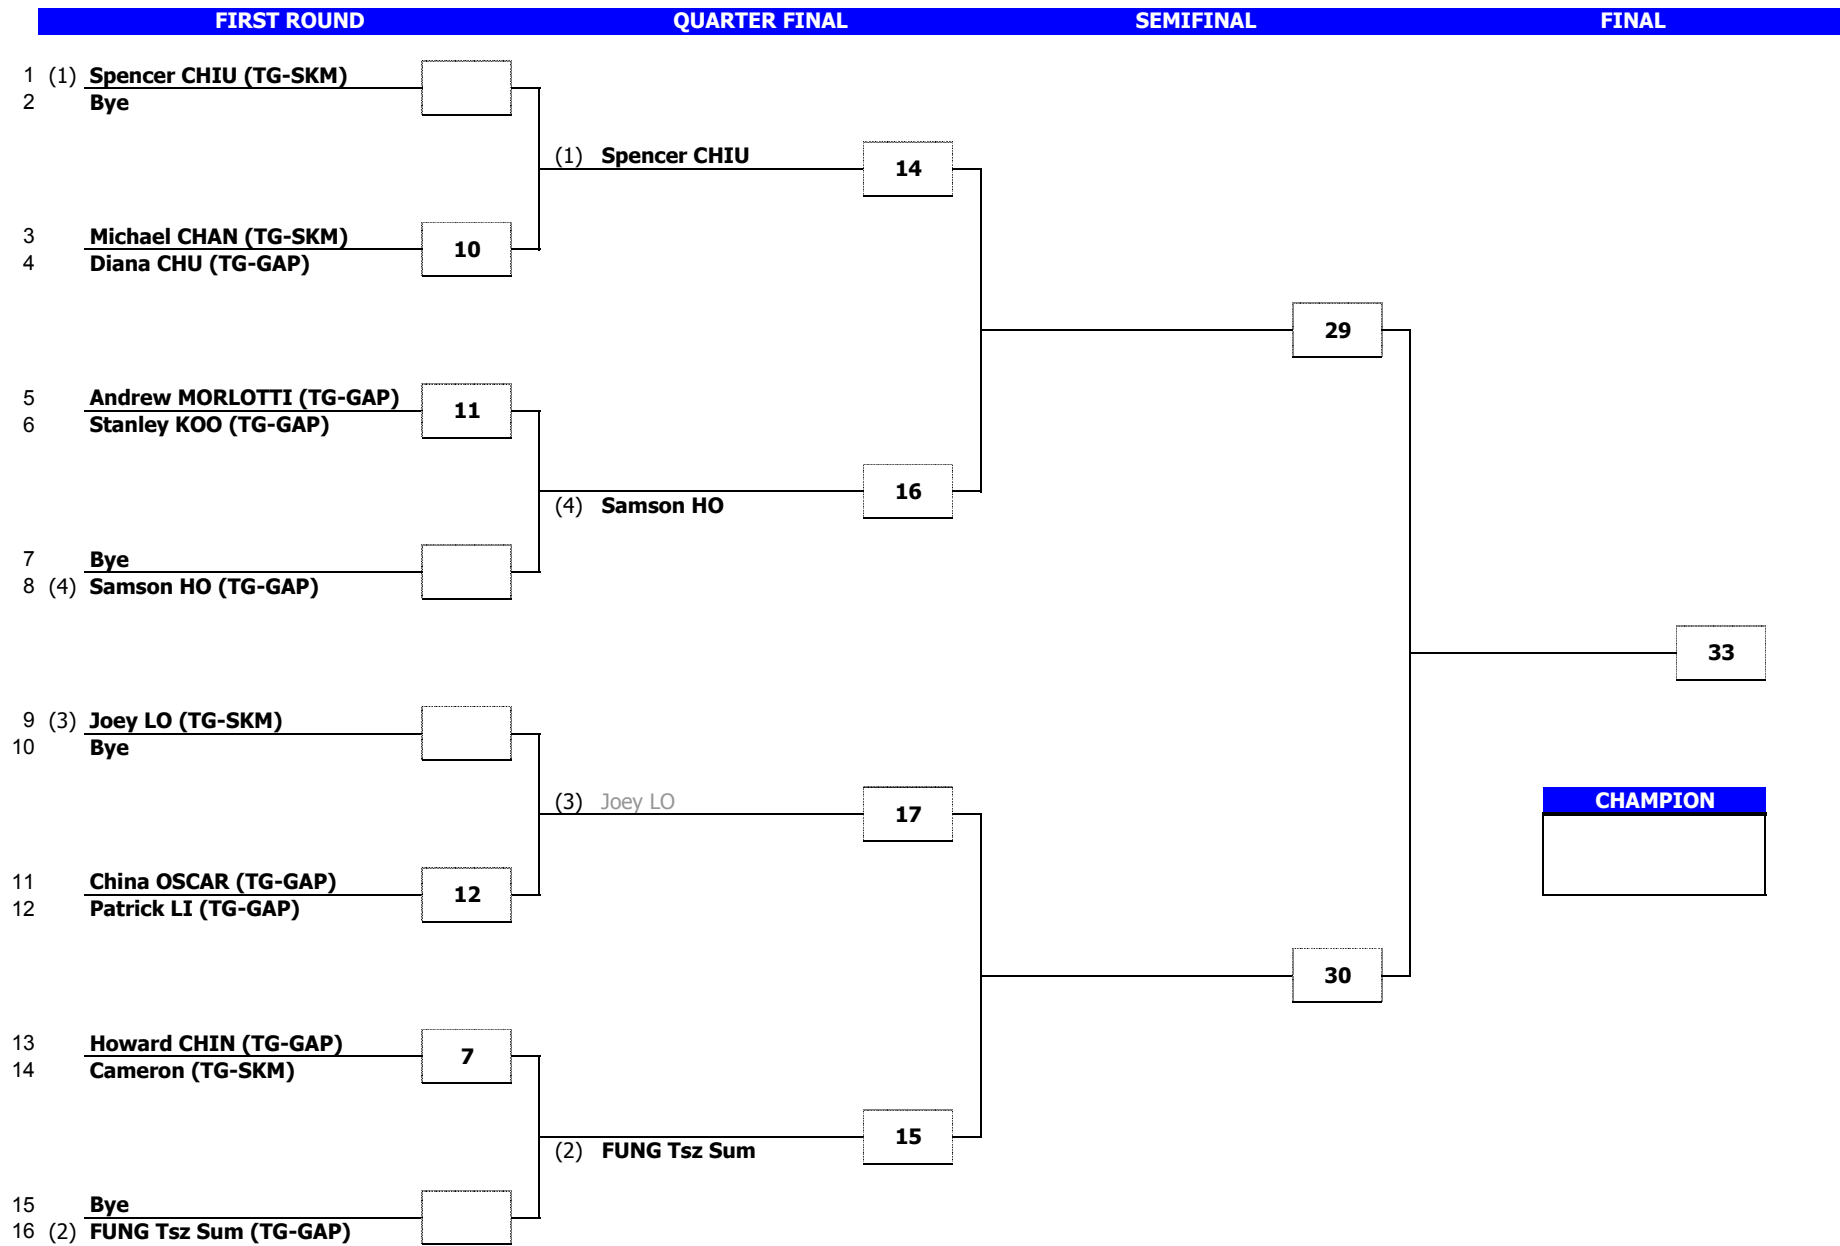 FIRST ROUND QUARTER FINAL SEMIFINAL FINAL
1 (1) Spencer CHIU (TG-SKM)
2 Bye
(1) Spencer CHIU 14
3 Michael CHAN (TG-SKM)
10
4 Diana CHU (TG-GAP)
29
5 Andrew MORLOTTI (TG-GAP)
11
6 Stanley KOO (TG-GAP)
16
(4) Samson HO
7 Bye
8 (4) Samson HO (TG-GAP)
33
9 (3) Joey LO (TG-SKM)
10 Bye
(3) Joey LO 17
CHAMPION
11 China OSCAR (TG-GAP)
12
12 Patrick LI (TG-GAP)
30
13 Howard CHIN (TG-GAP)
7
14 Cameron (TG-SKM)
15
(2) FUNG Tsz Sum
15 Bye
16 (2) FUNG Tsz Sum (TG-GAP)